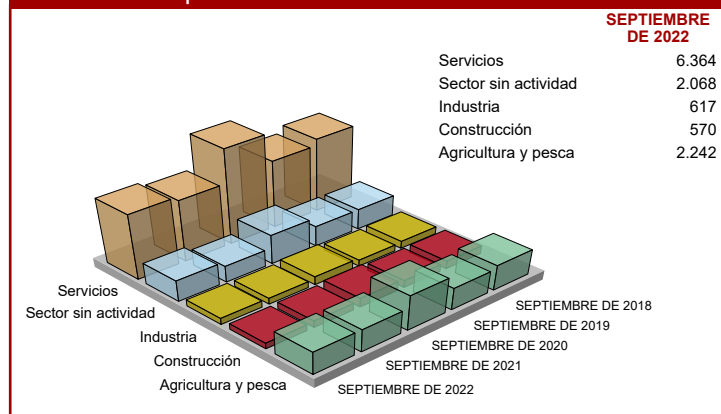 SEPTIEMBRE
DE 2022
Servicios 6.364
Sector sin actividad 2.068
Industria 617
Construcción 570
Agricultura y pesca 2.242
Servicios
Sector sin actividad
Industria
Construcción
Agricultura y pesca
SEPTIEMBRE DE 2018
SEPTIEMBRE DE 2019
SEPTIEMBRE DE 2020
SEPTIEMBRE DE 2021
SEPTIEMBRE DE 2022